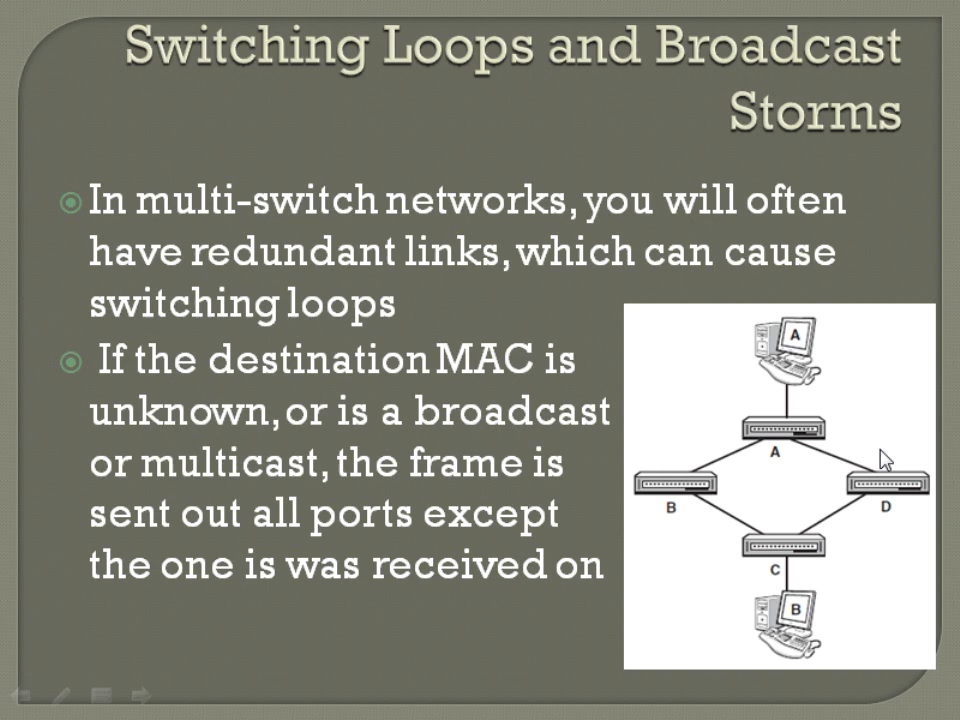 Switching Loops and Broadcast
Storms
In multi-switch networks, you will often
have redundant links, which can cause
switching loops
If the destination MAC is
unknown, or is a broadcast
or multicast, the frame is
sent out all ports except
the one is was received on
A
A
B
D
C
B